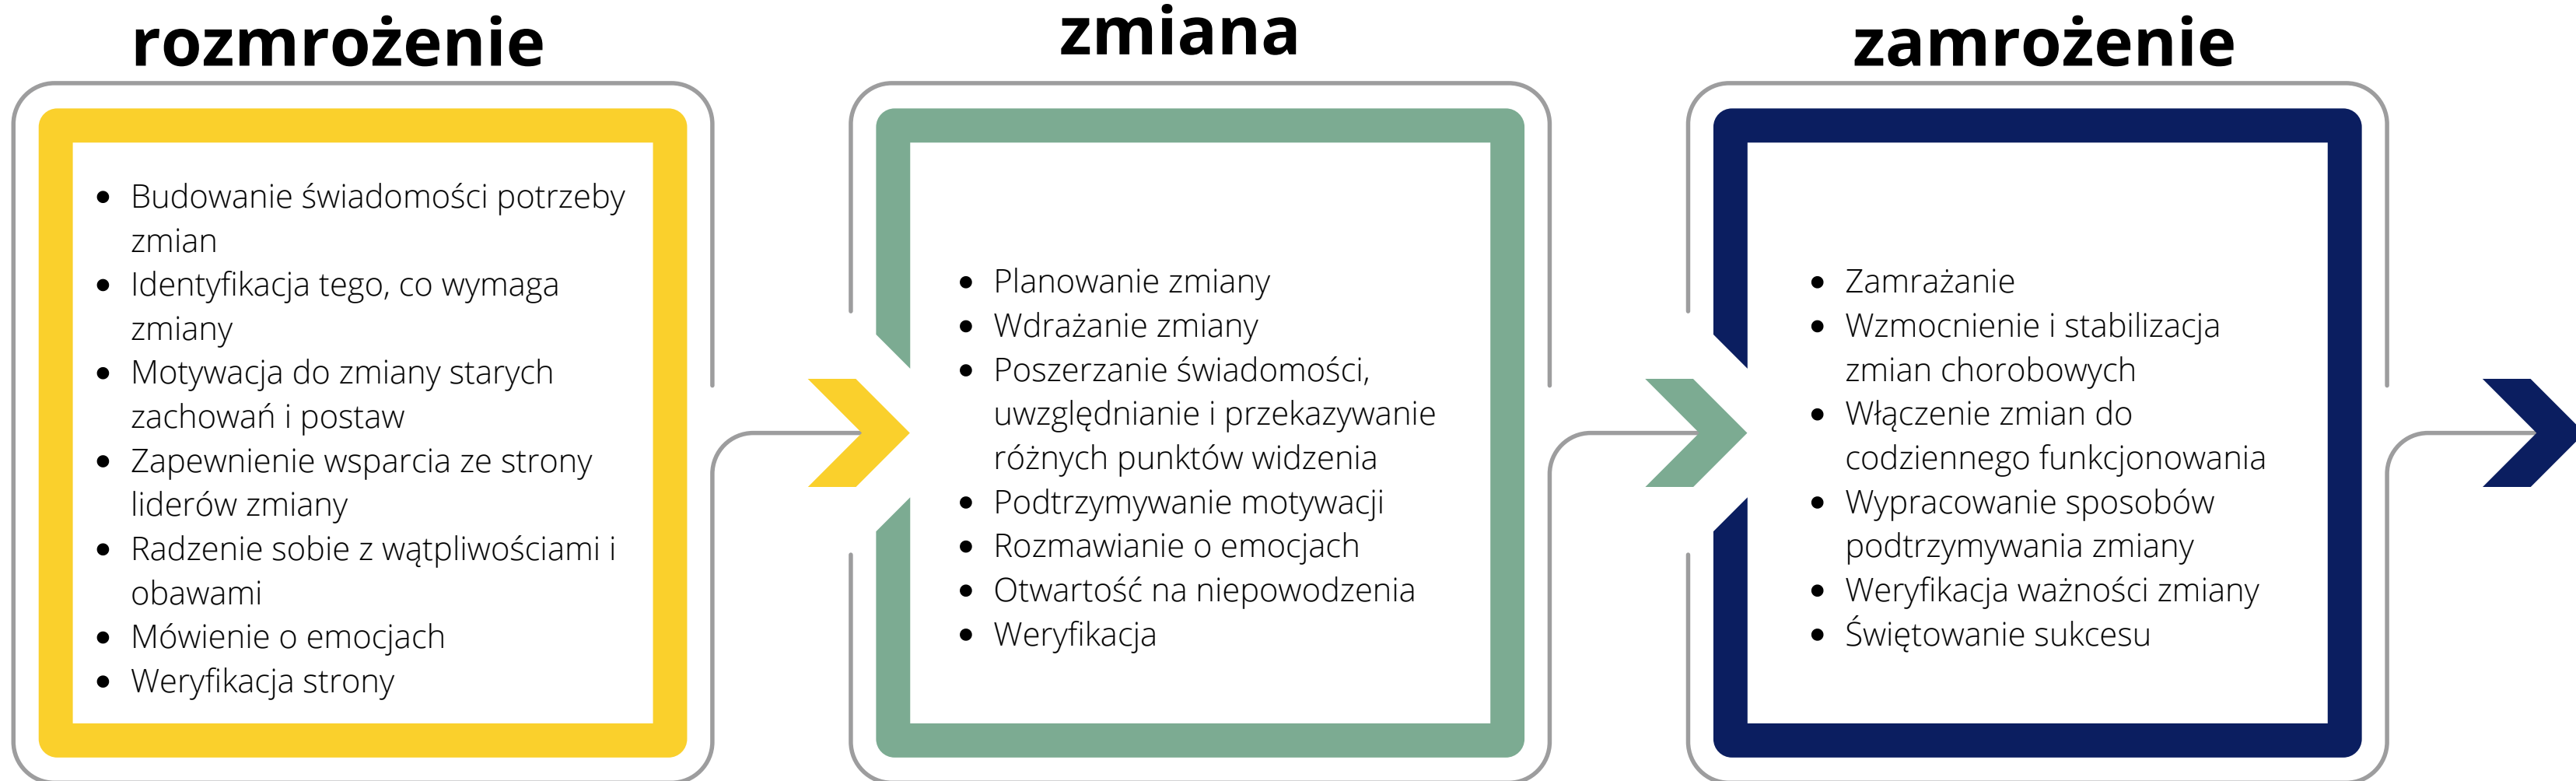 rozmrożenie
• Budowanie świadomości potrzeby
zmian
• Identyfikacja tego, co wymaga
zmiany
• Motywacja do zmiany starych
zachowań i postaw
• Zapewnienie wsparcia ze strony
liderów zmiany
• Radzenie sobie z wątpliwościami i
obawami
• Mówienie o emocjach
• Weryfikacja strony
zmiana
• Planowanie zmiany
• Wdrażanie zmiany
• Poszerzanie świadomości,
uwzględnianie i przekazywanie
różnych punktów widzenia
• Podtrzymywanie motywacji
• Rozmawianie o emocjach
• Otwartość na niepowodzenia
• Weryfikacja
zamrożenie
• Zamrażanie
• Wzmocnienie i stabilizacja
zmian chorobowych
• Włączenie zmian do
codziennego funkcjonowania
• Wypracowanie sposobów
podtrzymywania zmiany
• Weryfikacja ważności zmiany
• Świętowanie sukcesu